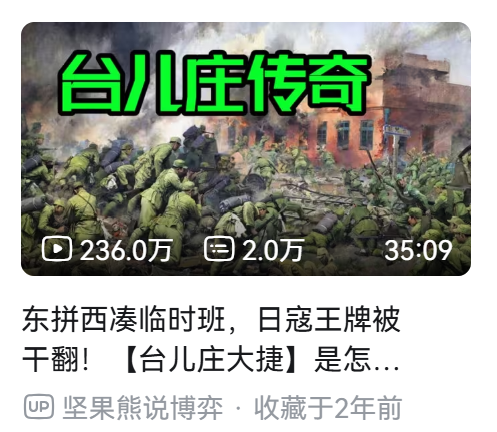 台儿庄传奇
236.0万 2.0万 35:09
东拼西凑临时班，日寇王牌被
干翻！【台儿庄大捷】是怎…
UP 坚果熊说博弈 · 收藏于2年前